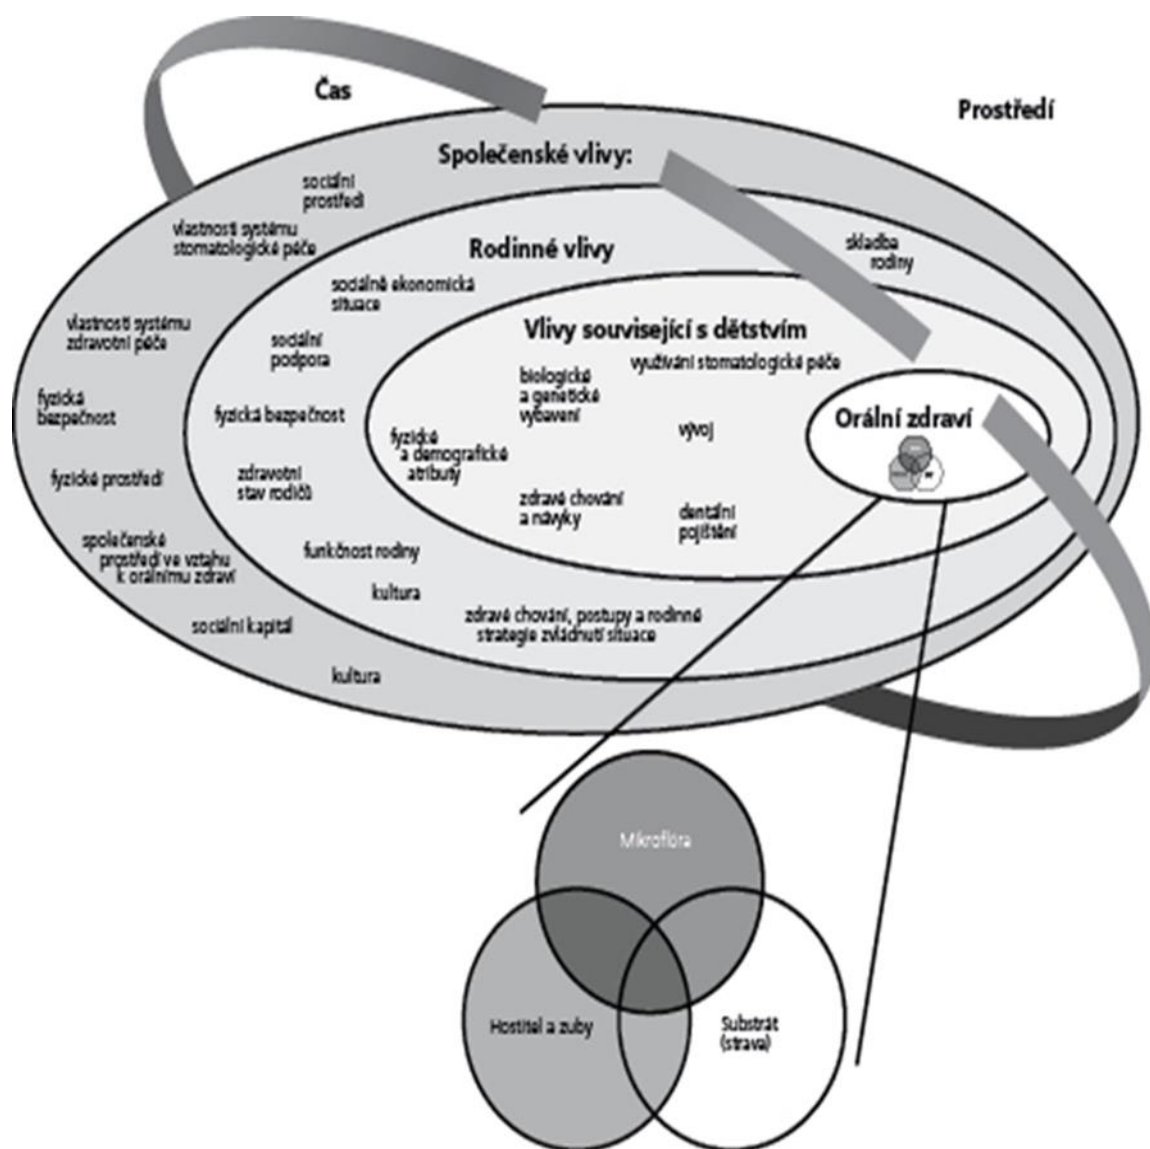 Čas
Prostředí
Společenské vlivy:
sociální
prostředí
vlastnosti systému
stomatologické péče
vlastnosti systému
zdravotní péče
fyzická
bezpečnost
fyzické prostředí
společenské
prostředí ve vztahu
k orálnímu zdraví
sociální kapitál
kultura
Rodinné vlivy
skladba
rodiny
sociálně ekonomická
situace
sociální
podpora
fyzická bezpečnost
zdravotní
stav rodičů
funkčnost rodiny
kultura
zdravé chování, postupy a rodinné
strategie zvládnutí situace
Vlivy související s dětstvím
využívání stomatologické péče
biologické
a genetické
vybavení
vývoj
fyzické
a demografické
atributy
zdravé chování
a návyky
dentální
pojištění
Orální zdraví
Mikroflóra
Hostitel a zuby
Substrát
(strava)